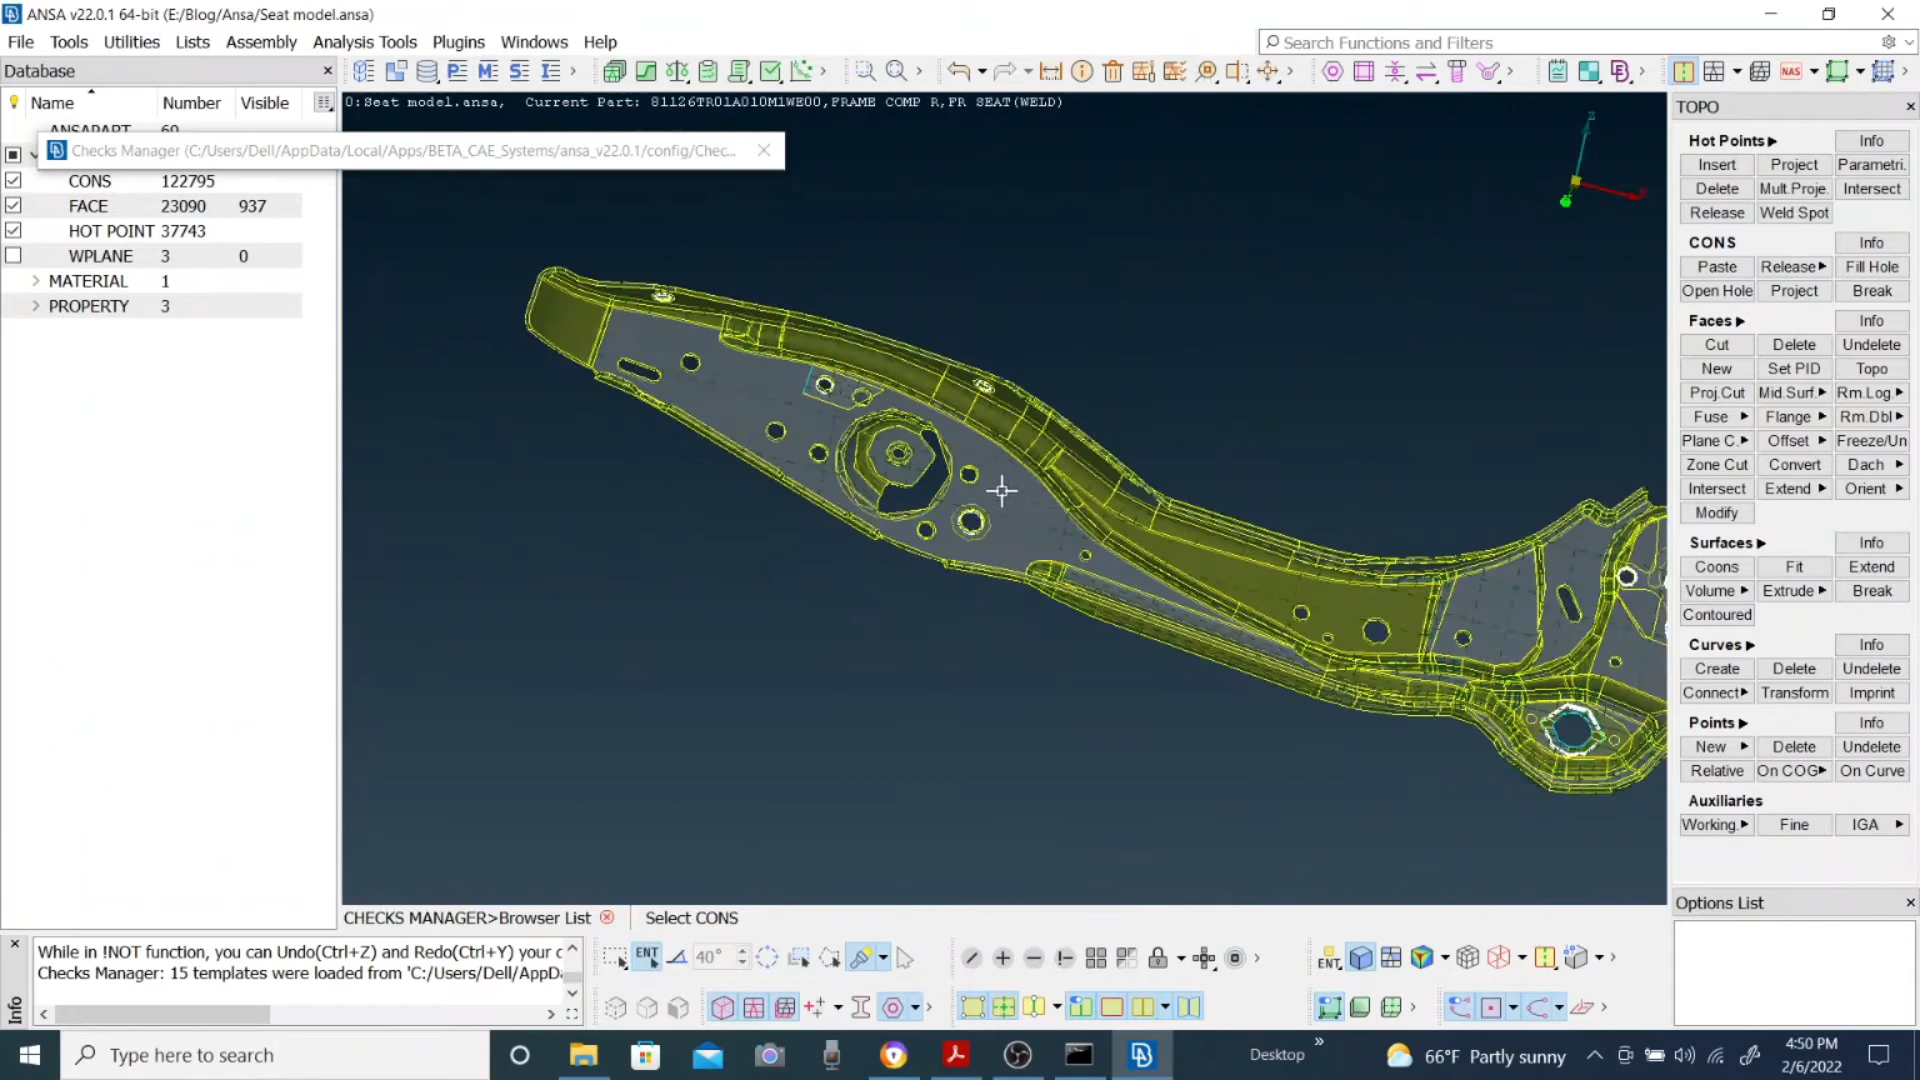 ANSA v22.0.1 64-bit (E:/Blog/Ansa/Seat model.ansa)
File Tools Utilities Lists Assembly Analysis Tools Plugins Windows Help
Search Functions and Filters
Database
Name Number Visible
0:Seat model.ansa, Current Part: 81126TR01A010M1WE00,FRAME COMP R,FR SEAT(WELD)
ANSAPART 60
Checks Manager (C:/Users/Dell/AppData/Local/Apps/BETA_CAE_Systems/ansa_v22.0.1/config/Chec...
CONS 122795
FACE 23090 937
HOT POINT 37743
WPLANE 3 0
MATERIAL 1
PROPERTY 3
TOPO
Hot Points Info
Insert Project Parametri.
Delete Mult.Proje. Intersect
Release Weld Spot
CONS Info
Paste Release Fill Hole
Open Hole Project Break
Faces Info
Cut Delete Undelete
New Set PID Topo
Proj.Cut Mid.Surf. Rm.Log.
Fuse Flange Rm.Dbl
Plane C. Offset Freeze/Un
Zone Cut Convert Dach
Intersect Extend Orient
Modify
Surfaces Info
Coons Fit Extend
Volume Extrude Break
Contoured
Curves Info
Create Delete Undelete
Connect Transform Imprint
Points Info
New Delete Undelete
Relative On COG On Curve
Auxiliaries
Working. Fine IGA
Options List
CHECKS MANAGER>Browser List Select CONS
While in !NOT function, you can Undo(Ctrl+Z) and Redo(Ctrl+Y) your c
Checks Manager: 15 templates were loaded from 'C:/Users/Dell/AppD
Info
ENT 40°
ENT
NAS
Type here to search
Desktop
66°F Partly sunny
4:50 PM
2/6/2022